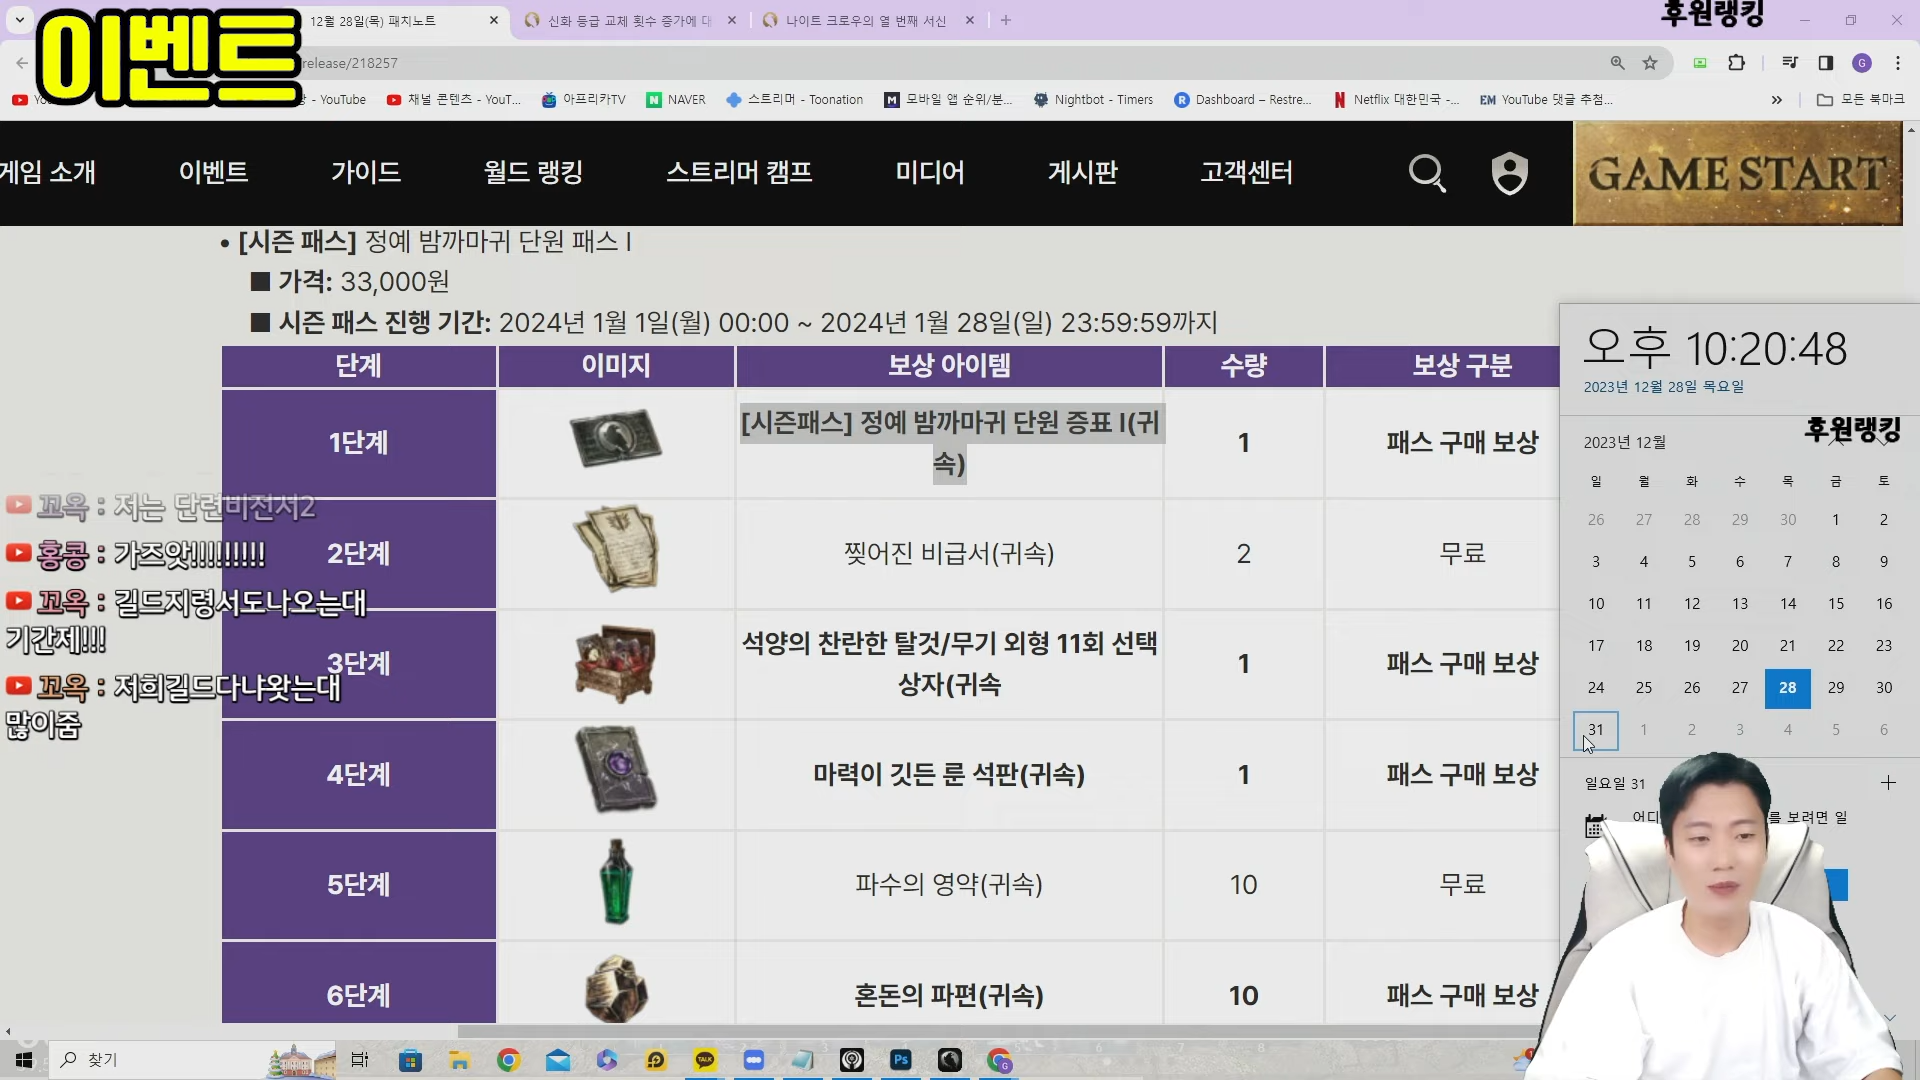 이벤트
12월 28일(목) 패치노트
신화 등급 교체 횟수 증가에 대
나이트 크로우의 열 번째 서신
후원랭킹
release/218257
- YouTube
채널 콘텐츠 - YouT...
아프리카TV
NAVER
스트리머 - Toonation
모바일 앱 순위/분...
Nightbot - Timers
Dashboard – Restre...
Netflix 대한민국 -...
YouTube 댓글 추첨...
모든 북마크
게임 소개
이벤트
가이드
월드 랭킹
스트리머 캠프
미디어
게시판
고객센터
GAME START
• [시즌 패스] 정예 밤까마귀 단원 패스 I
■ 가격: 33,000원
■ 시즌 패스 진행 기간: 2024년 1월 1일(월) 00:00 ~ 2024년 1월 28일(일) 23:59:59까지
단계 이미지 보상 아이템 수량 보상 구분
1단계 [시즌패스] 정예 밤까마귀 단원 증표 I(귀
속) 1 패스 구매 보상
2단계 찢어진 비급서(귀속) 2 무료
3단계 석양의 찬란한 탈것/무기 외형 11회 선택
상자(귀속 1 패스 구매 보상
4단계 마력이 깃든 룬 석판(귀속) 1 패스 구매 보상
5단계 파수의 영약(귀속) 10 무료
6단계 혼돈의 파편(귀속) 10 패스 구매 보상
꼬옥 : 저는 단련비전서2
홍콩 : 가즈앗!!!!!!!!!
꼬옥 : 길드지령서도나오는대
기간제!!!
꼬옥 : 저희길드다냐왓는대
많이줌
오후 10:20:48
2023년 12월 28일 목요일
후원랭킹
2023년 12월
일 월 화 수 목 금 토
26 27 28 29 30 1 2
3 4 5 6 7 8 9
10 11 12 13 14 15 16
17 18 19 20 21 22 23
24 25 26 27 28 29 30
31 1 2 3 4 5 6
일요일 31
를 보려면 일
찾기